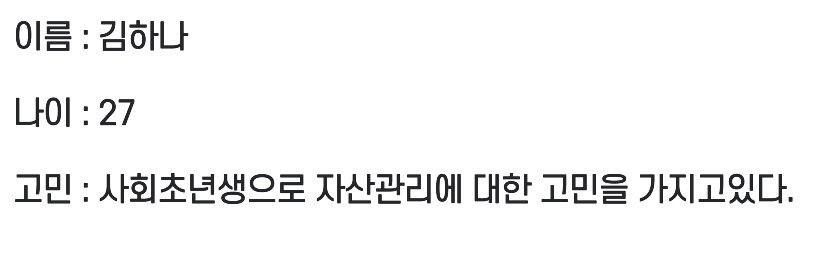 이름 : 김하나
나이 : 27
고민 : 사회초년생으로 자산관리에 대한 고민을 가지고있다.